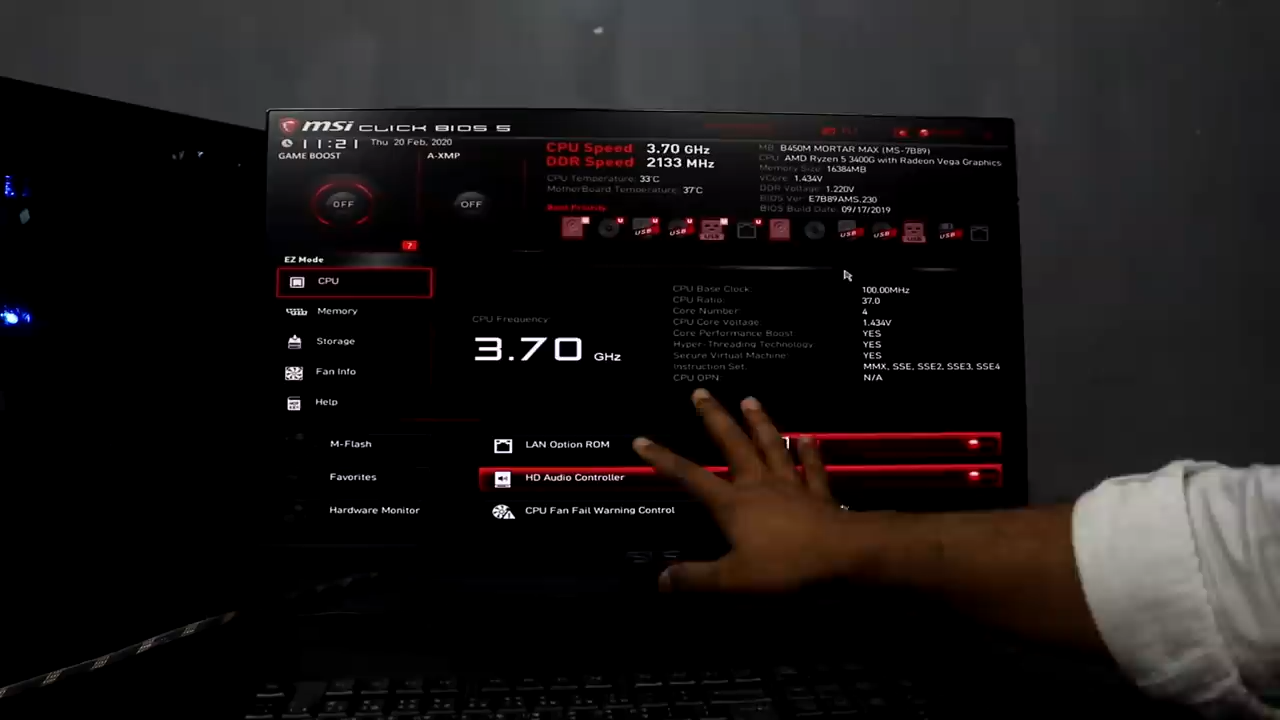 msi CLICK BIOS 5
11:21 Thu 20 Feb, 2020
GAME BOOST
A-XMP
OFF
OFF
CPU Speed 3.70 GHz
DDR Speed 2133 MHz
CPU Temperature: 33°C
MotherBoard Temperature: 37°C
MB: B450M MORTAR MAX (MS-7B89)
CPU: AMD Ryzen 5 3400G with Radeon Vega Graphics
Memory Size: 16384MB
VCore: 1.434V
DDR Voltage: 1.220V
BIOS Ver: E7B89AMS.230
BIOS Build Date: 09/17/2019
Boot Priority
U
U
U
U
U
U
USB
USB
USB
USB
USB
USB
USB
?
EZ Mode
CPU
Memory
Storage
Fan Info
Help
CPU Frequency
3.70 GHz
CPU Base Clock: 100.00MHz
CPU Ratio: 37.0
Core Number: 4
CPU Core Voltage: 1.434V
Core Performance Boost: YES
Hyper-Threading Technology YES
Secure Virtual Machine: YES
Instruction Set: MMX, SSE, SSE2, SSE3, SSE4
CPU OPN: N/A
M-Flash
Favorites
Hardware Monitor
LAN Option ROM
HD Audio Controller
CPU Fan Fail Warning Control